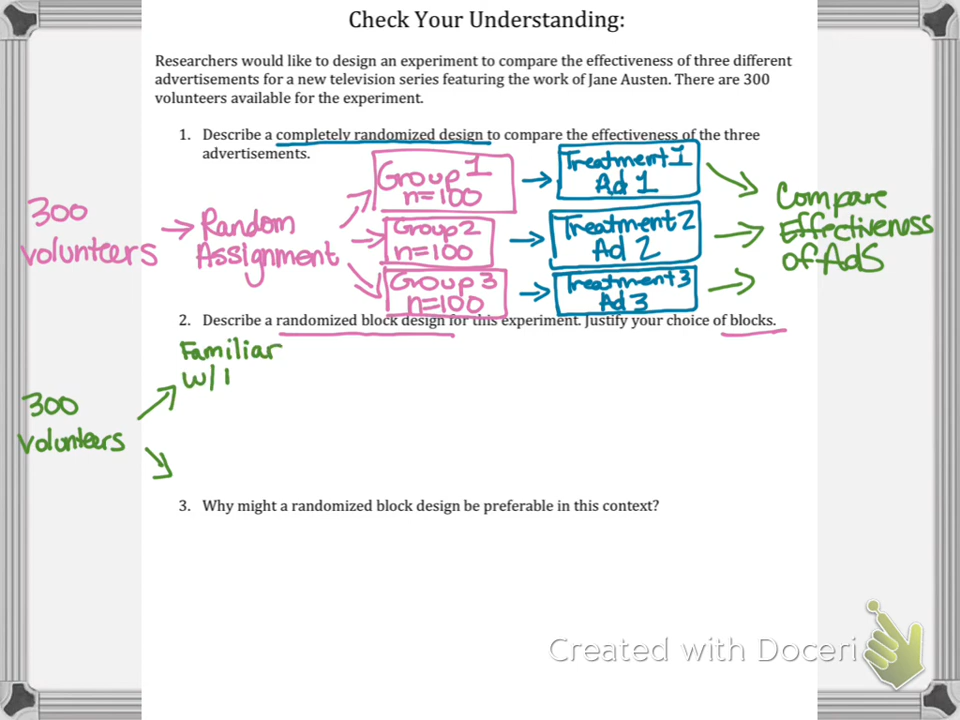 Check Your Understanding:
Researchers would like to design an experiment to compare the effectiveness of three different
advertisements for a new television series featuring the work of Jane Austen. There are 300
volunteers available for the experiment.
1. Describe a completely randomized design to compare the effectiveness of the three
advertisements.
300
volunteers
Random
Assignment
Group 1
n=100
Group 2
n=100
Group 3
n=100
Treatment 1
Ad 1
Treatment 2
Ad 2
Treatment 3
Ad 3
Compare
Effectiveness
of Ads
2. Describe a randomized block design for this experiment. Justify your choice of blocks.
300
Volunteers
Familiar
w/ l
3. Why might a randomized block design be preferable in this context?
Created with Doceri